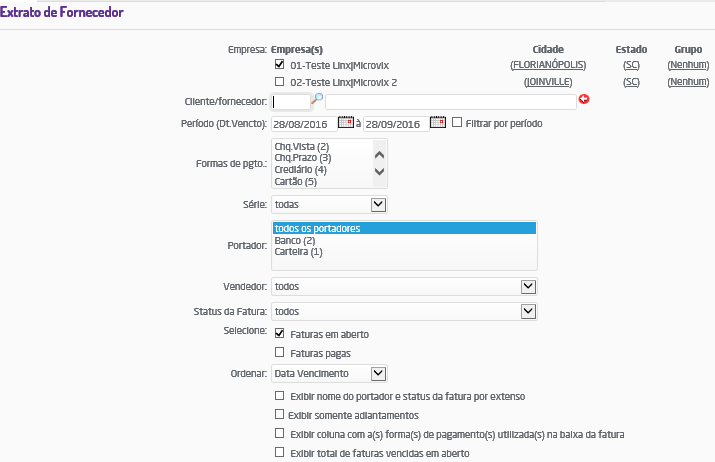 Extrato de Fornecedor
Empresa: Empresa(s) Cidade Estado Grupo
01-Teste Linx|Microvix (FLORIANÓPOLIS) (SC) (Nenhum)
02-Teste Linx|Microvix 2 (JOINVILLE) (SC) (Nenhum)
Cliente/fornecedor:
Período (Dt.Vencto): 28/08/2016 à 28/09/2016 Filtrar por período
Formas de pgto.: Chq.Vista (2)
Chq.Prazo (3)
Crediário (4)
Cartão (5)
Série: todas
Portador: todos os portadores
Banco (2)
Carteira (1)
Vendedor: todos
Status da Fatura: todos
Selecione: Faturas em aberto
Faturas pagas
Ordenar: Data Vencimento
Exibir nome do portador e status da fatura por extenso
Exibir somente adiantamentos
Exibir coluna com a(s) forma(s) de pagamento(s) utilizada(s) na baixa da fatura
Exibir total de faturas vencidas em aberto